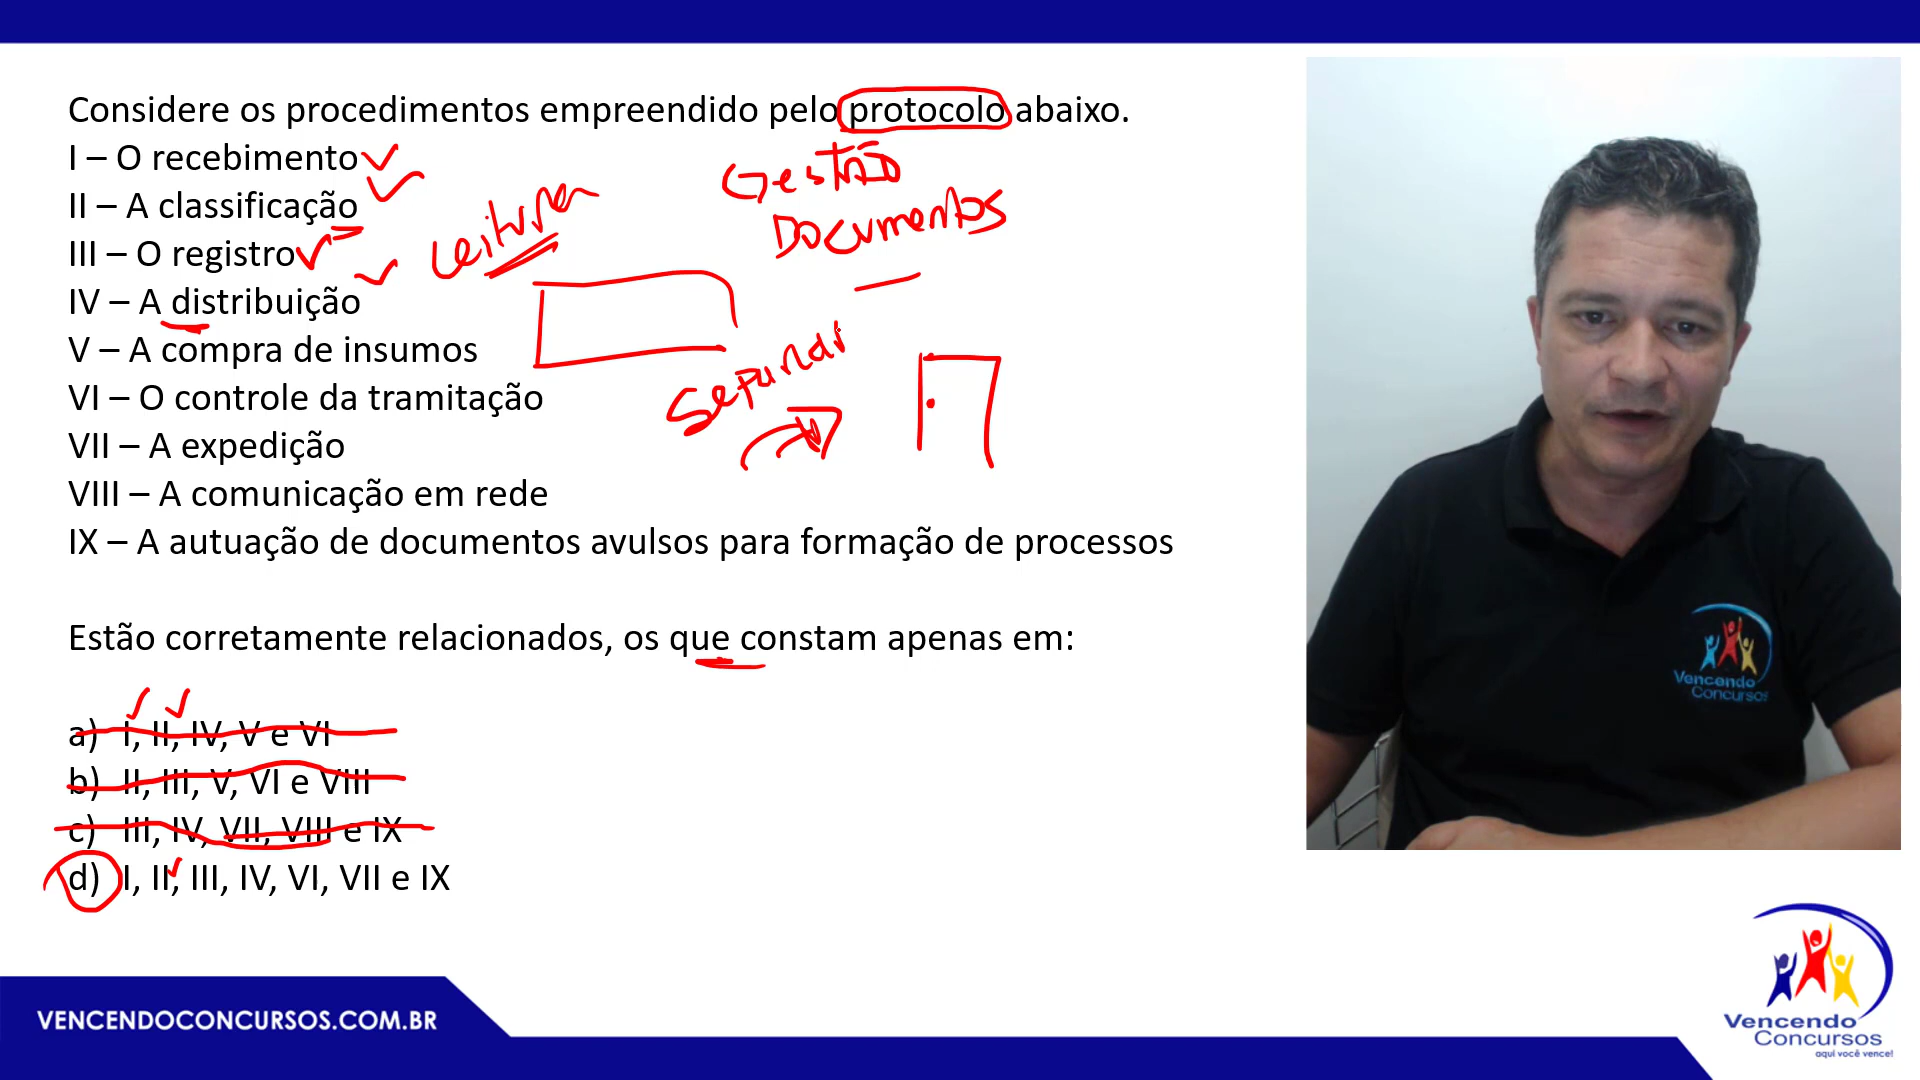 Considere os procedimentos empreendido pelo protocolo abaixo.
I – O recebimento
II – A classificação
III – O registro
IV – A distribuição
V – A compra de insumos
VI – O controle da tramitação
VII – A expedição
VIII – A comunicação em rede
IX – A autuação de documentos avulsos para formação de processos
Gestão
Documentos
Leitura
Separar
Estão corretamente relacionados, os que constam apenas em:
a) I, II, IV, V e VI
b) II, III, V, VI e VIII
c) III, IV, VII, VIII e IX
d) I, II, III, IV, VI, VII e IX
Vencendo
Concursos
VENCENDOCONCURSOS.COM.BR
Vencendo
Concursos
aqui você vence!